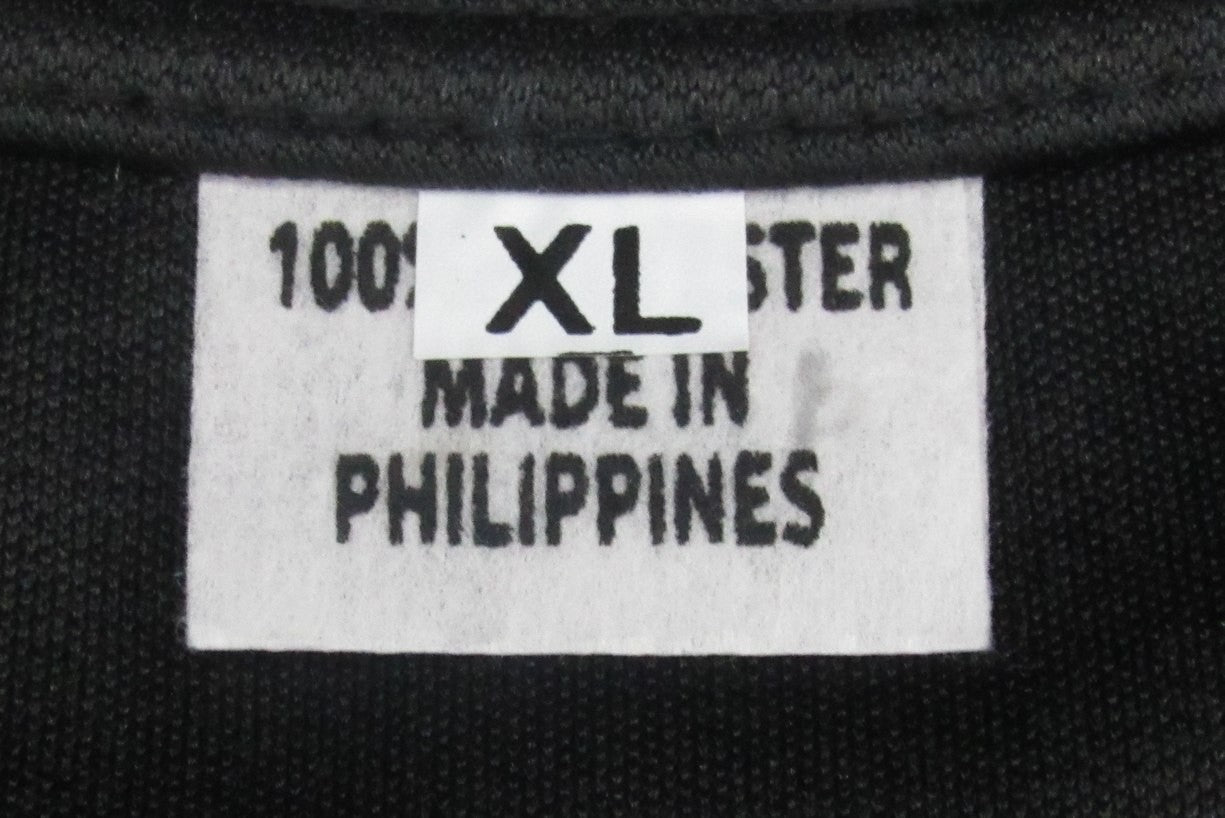 100% XL STER
MADE IN
PHILIPPINES